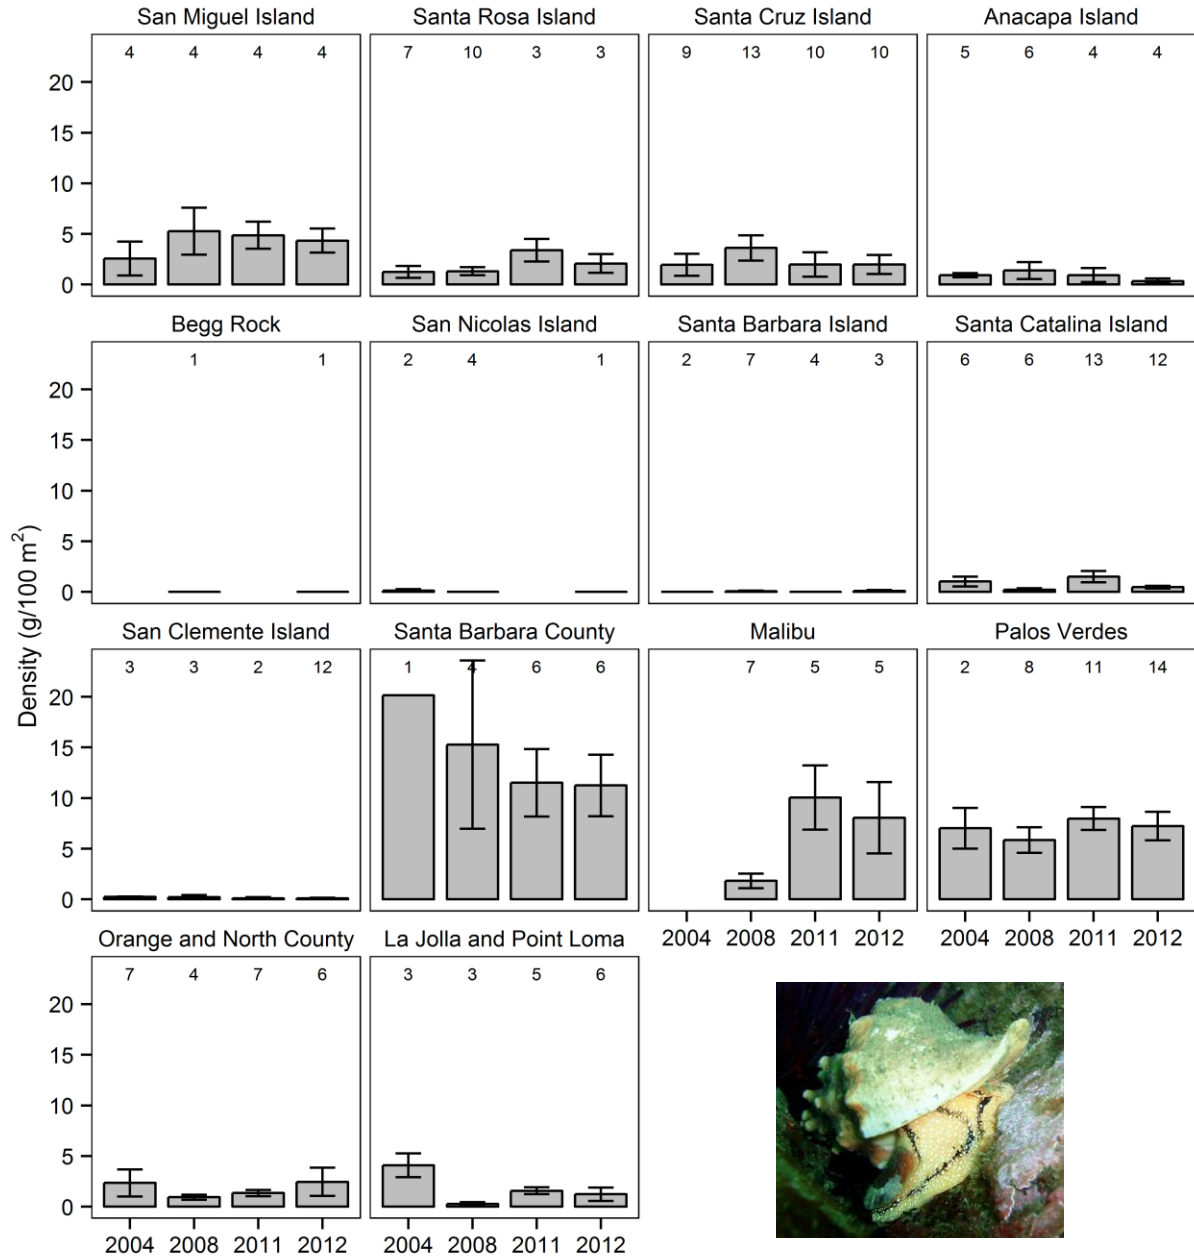 San Miguel Island Santa Rosa Island Santa Cruz Island Anacapa Island
4 4 4 4 7 10 3 3 9 13 10 10 5 6 4 4
20
15
10
5
0
Begg Rock San Nicolas Island Santa Barbara Island Santa Catalina Island
1 1 2 4 1 2 7 4 3 6 6 13 12
20
15
10
5
0
Density (g/100 m²)
San Clemente Island Santa Barbara County Malibu Palos Verdes
3 3 2 12 1 4 6 6 7 5 5 2 8 11 14
20
15
10
5
0
2004 2008 2011 2012 2004 2008 2011 2012
Orange and North County La Jolla and Point Loma
7 4 7 6 3 3 5 6
20
15
10
5
0
2004 2008 2011 2012 2004 2008 2011 2012